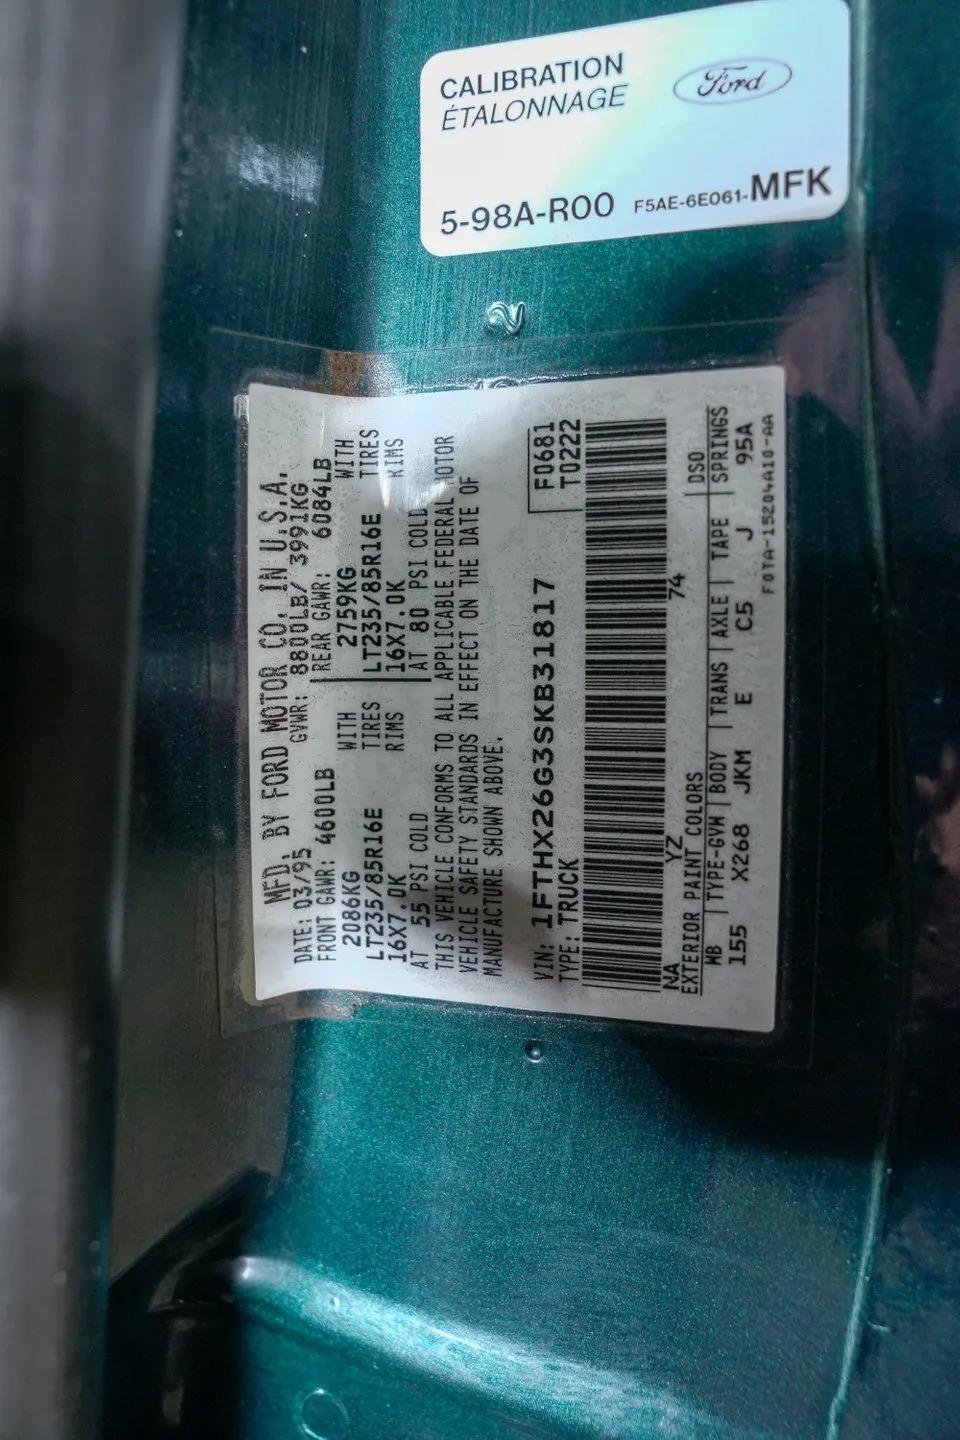 CALIBRATION
ÉTALONNAGE
Ford
5-98A-R00 F5AE-6E061-MFK
MFD. BY FORD MOTOR CO. IN U.S.A.
DATE: 03/95 GVWR: 8800LB/ 3991KG
FRONT GAWR: 4600LB REAR GAWR: 6084LB
2086KG WITH 2759KG WITH
LT235/85R16E TIRES LT235/85R16E TIRES
16X7.0K RIMS 16X7.0K RIMS
AT 55 PSI COLD AT 80 PSI COLD
THIS VEHICLE CONFORMS TO ALL APPLICABLE FEDERAL MOTOR
VEHICLE SAFETY STANDARDS IN EFFECT ON THE DATE OF
MANUFACTURE SHOWN ABOVE.
F0681
T0222
VIN: 1FTHX26G3SKB31817
TYPE: TRUCK
NA YZ 74
EXTERIOR PAINT COLORS DSO
WB TYPE-GVW BODY TRANS AXLE TAPE SPRINGS
155 X268 JKM E C5 J 95A
F0TA-15204A10-AA